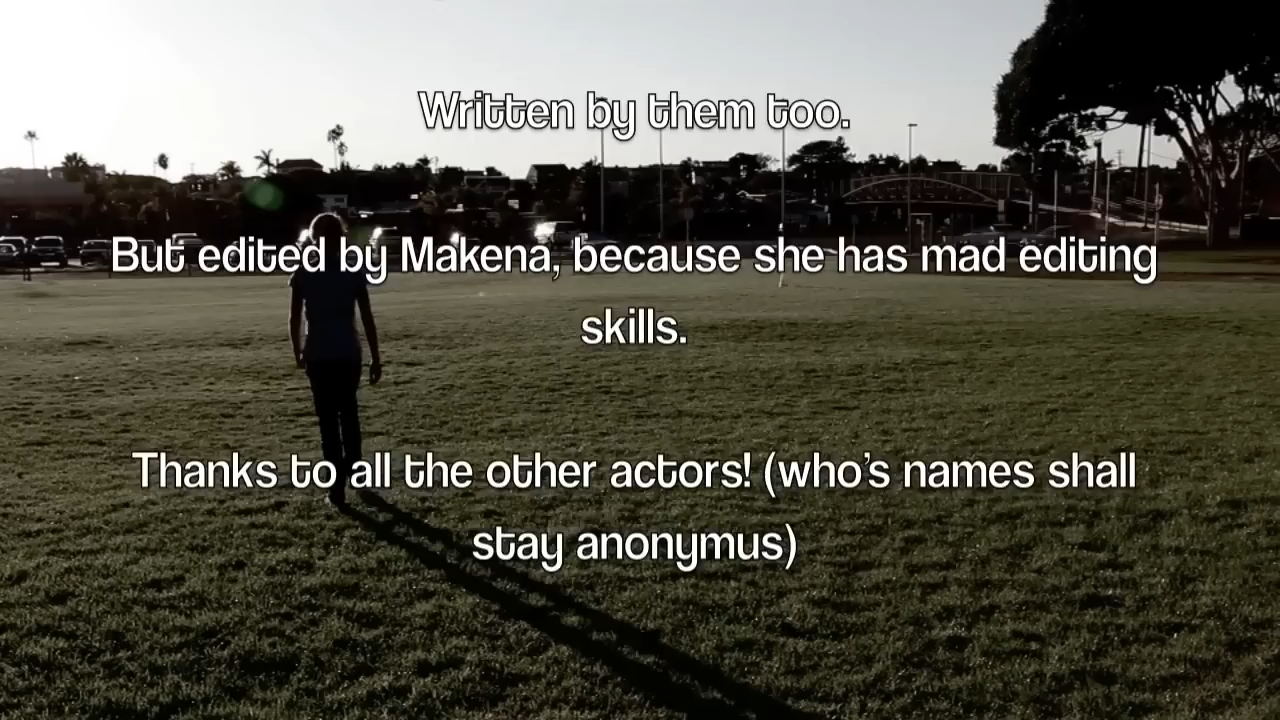 Written by them too.
But edited by Makena, because she has mad editing
skills.
Thanks to all the other actors! (who's names shall
stay anonymus)